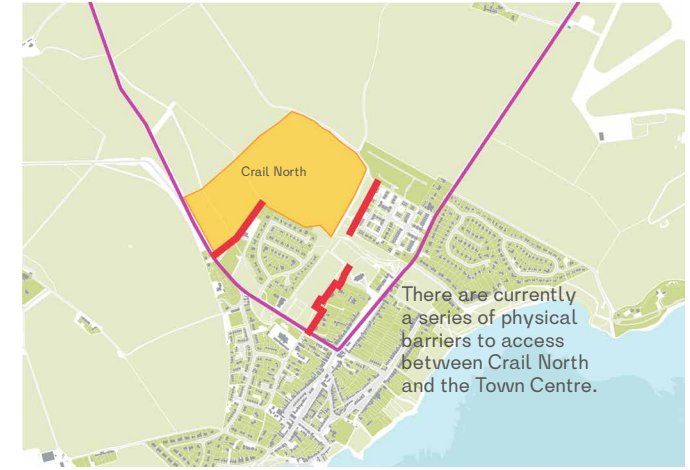 Crail North
There are currently
a series of physical
barriers to access
between Crail North
and the Town Centre.